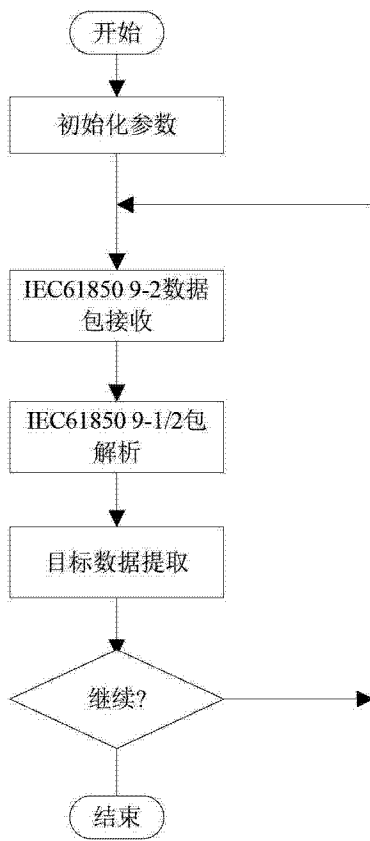 开始
初始化参数
IEC61850 9-2数据
包接收
IEC61850 9-1/2包
解析
目标数据提取
继续?
结束